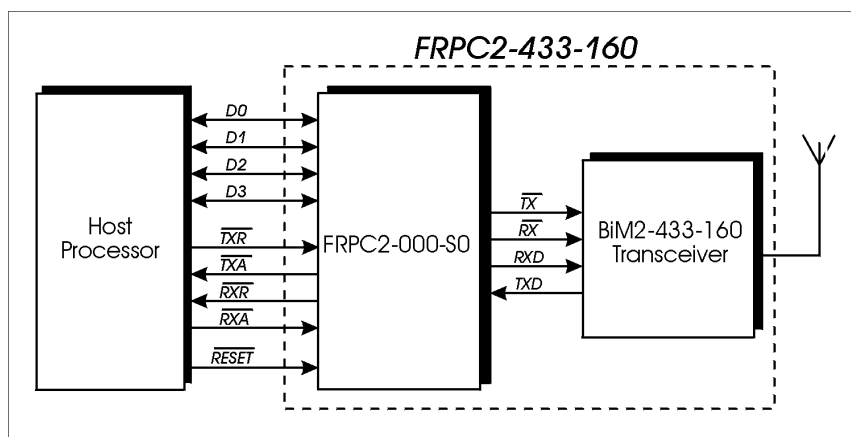 FRPC2-433-160
D0
D1
D2
D3
Host
Processor
TXR
TXA
RXR
RXA
RESET
FRPC2-000-S0
TX
RX
RXD
TXD
BiM2-433-160
Transceiver